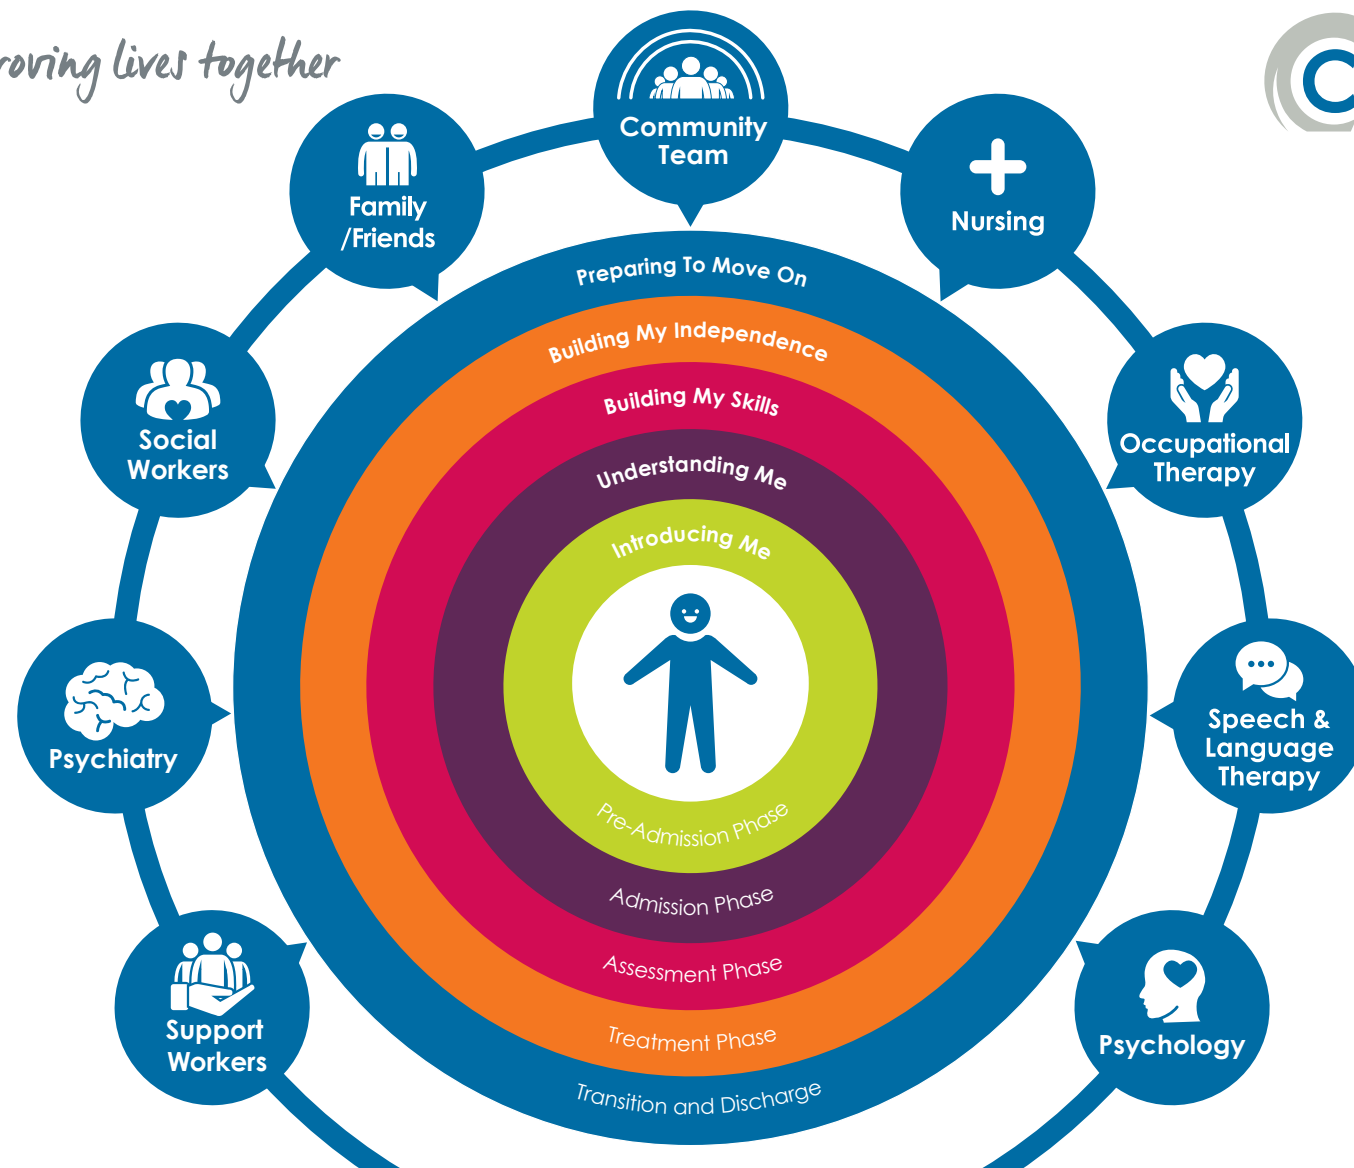 roving lives together
C
Community
Team
Family
/Friends
Nursing
Social
Workers
Occupational
Therapy
Psychiatry
Speech &
Language
Therapy
Support
Workers
Psychology
Preparing To Move On
Building My Independence
Building My Skills
Understanding Me
Introducing Me
Pre-Admission Phase
Admission Phase
Assessment Phase
Treatment Phase
Transition and Discharge